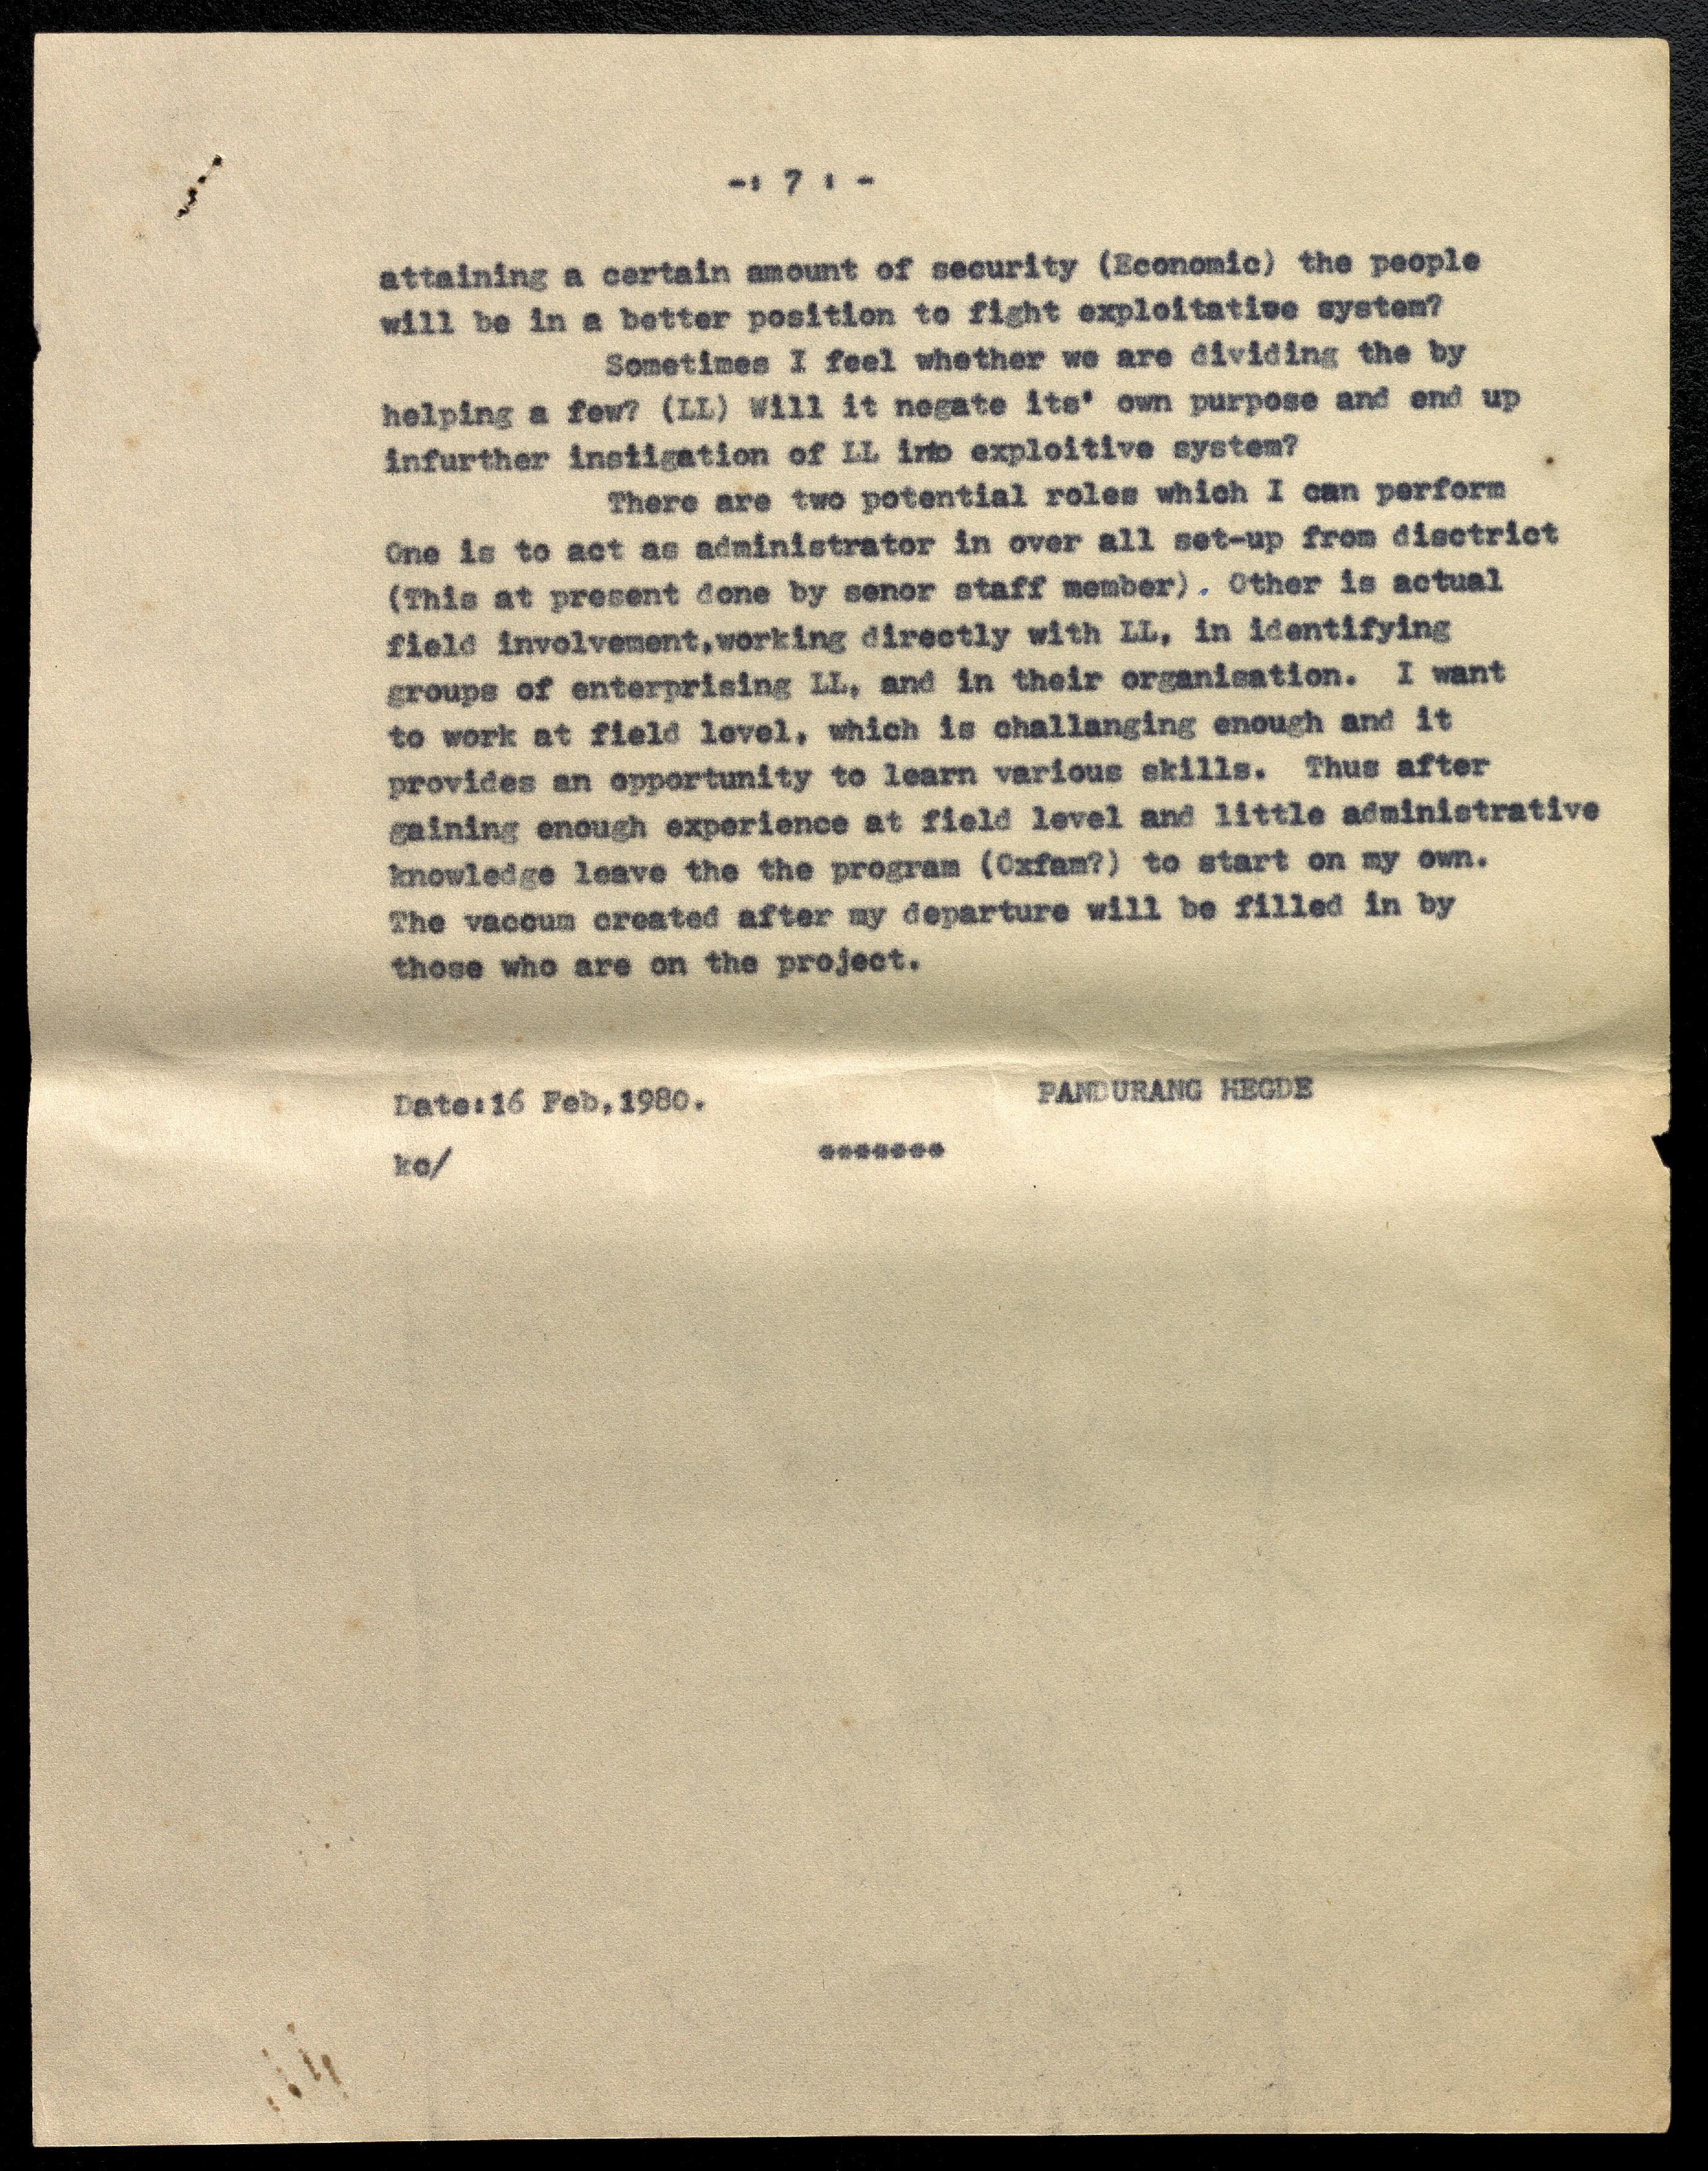 -: 7 : -
attaining a certain amount of security (Economic) the people
will be in a better position to fight exploitative system?
Sometimes I feel whether we are dividing the by
helping a few? (LL) Will it negate its' own purpose and end up
infurther instigation of LL into exploitive system?
There are two potential roles which I can perform
One is to act as administrator in over all set-up from disctrict
(This at present done by senor staff member). Other is actual
field involvement,working directly with LL, in identifying
groups of enterprising LL, and in their organisation. I want
to work at field level, which is challanging enough and it
provides an opportunity to learn various skills. Thus after
gaining enough experience at field level and little administrative
knowledge leave the the program (Oxfam?) to start on my own.
The vaccum created after my departure will be filled in by
those who are on the project.
Date:16 Feb,1980. PANDURANG HEGDE
kc/ *******